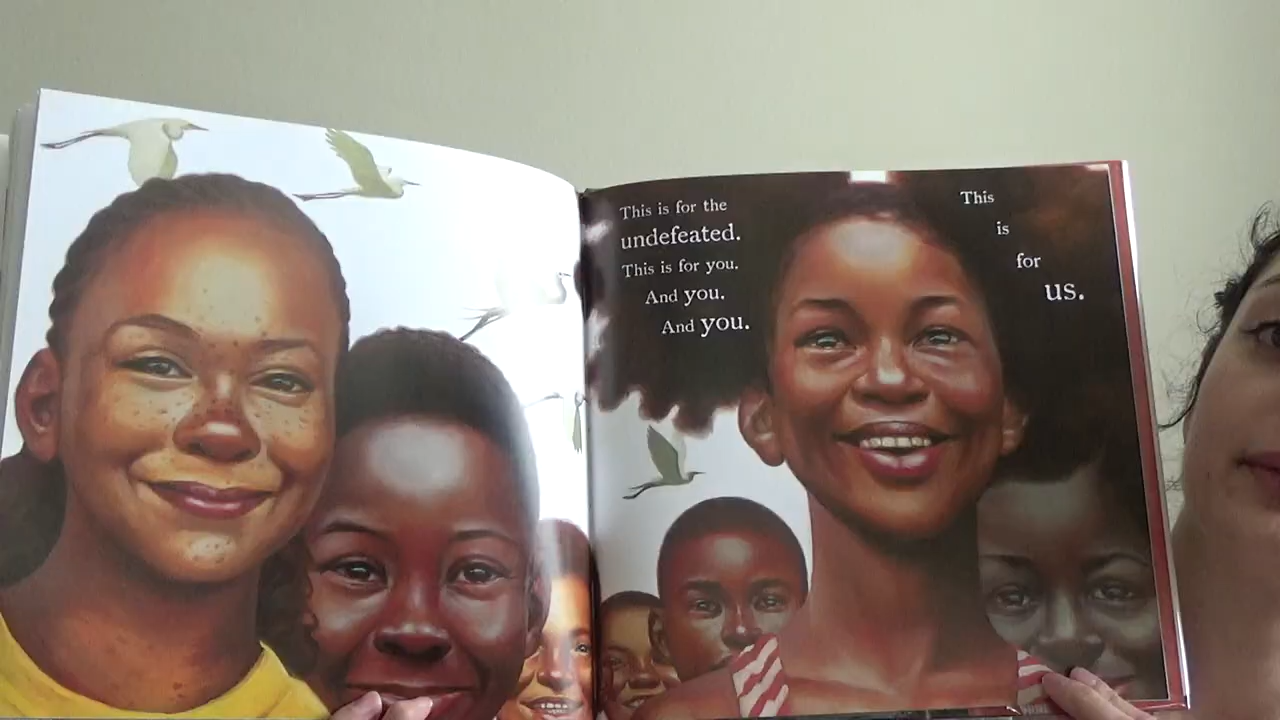 This is for the
undefeated.
This is for you.
And you.
And you.
This
is
for
us.